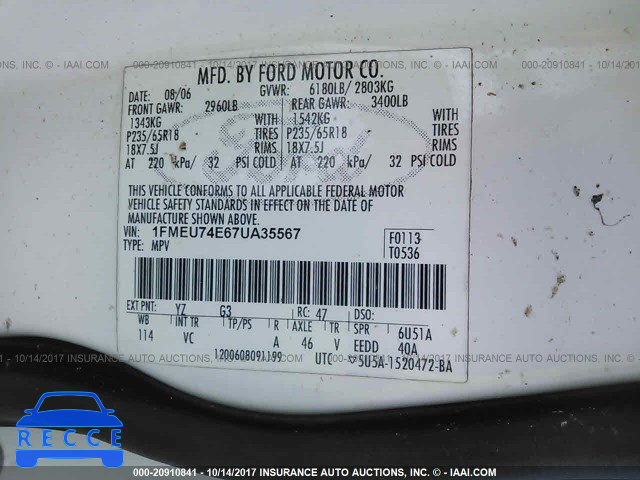 000-20910841 - 10/14/2017 INSURANCE AUTO AUCTIONS, INC. - © IAAI.COM
MFD. BY FORD MOTOR CO.
08/06 GVWR: 6180LB/ 2803KG
FRONT GAWR: 2960LB REAR GAWR: 3400LB
1343KG 1542KG
P235/65R18 TIRES P235/65R18 TIRES
18X7.5J RIMS 18X7.5J RIMS
AT 220 kPa/ 32 PSI COLD AT 220 kPa/ 32 PSI COLD
THIS VEHICLE CONFORMS TO ALL APPLICABLE FEDERAL MOTOR
VEHICLE SAFETY STANDARDS IN EFFECT ON THE DATE OF
MANUFACTURE SHOWN ABOVE.
VIN: 1FMEU74E67UA35567 F0113
TYPE: MPV T0536
EXT PNT: YZ G3 RC: 47 DSO:
WB INT TR TP/PS R AXLE TR SPR 6U51A
114 VC A 46 V EEDD 40A
1200608091199 UTC 5U5A-1520472-BA
RECCE
000-20910841 - 10/14/2017 INSURANCE AUTO AUCTIONS, INC. - © IAAI.COM